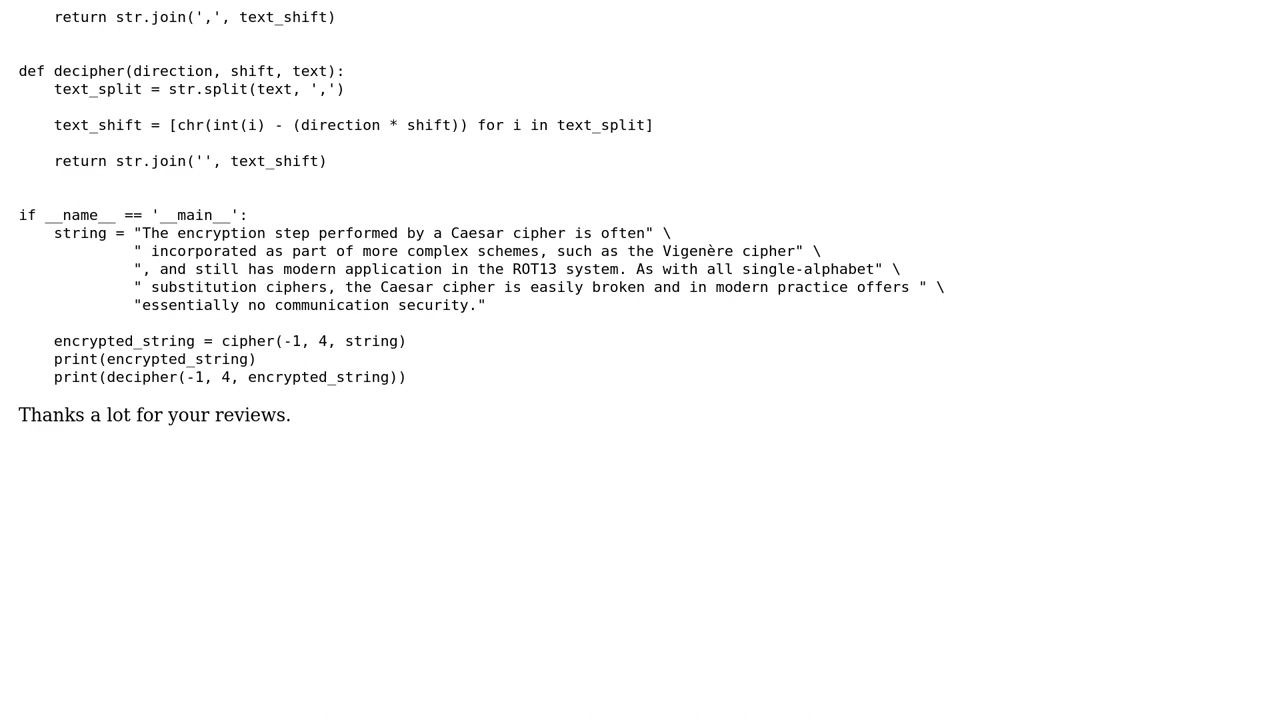 return str.join(',', text_shift)
def decipher(direction, shift, text):
    text_split = str.split(text, ',')
    text_shift = [chr(int(i) - (direction * shift)) for i in text_split]
    return str.join('', text_shift)
if __name__ == '__main__':
    string = "The encryption step performed by a Caesar cipher is often" \
             " incorporated as part of more complex schemes, such as the Vigenère cipher" \
             ", and still has modern application in the ROT13 system. As with all single-alphabet" \
             " substitution ciphers, the Caesar cipher is easily broken and in modern practice offers " \
             "essentially no communication security."
    encrypted_string = cipher(-1, 4, string)
    print(encrypted_string)
    print(decipher(-1, 4, encrypted_string))
Thanks a lot for your reviews.